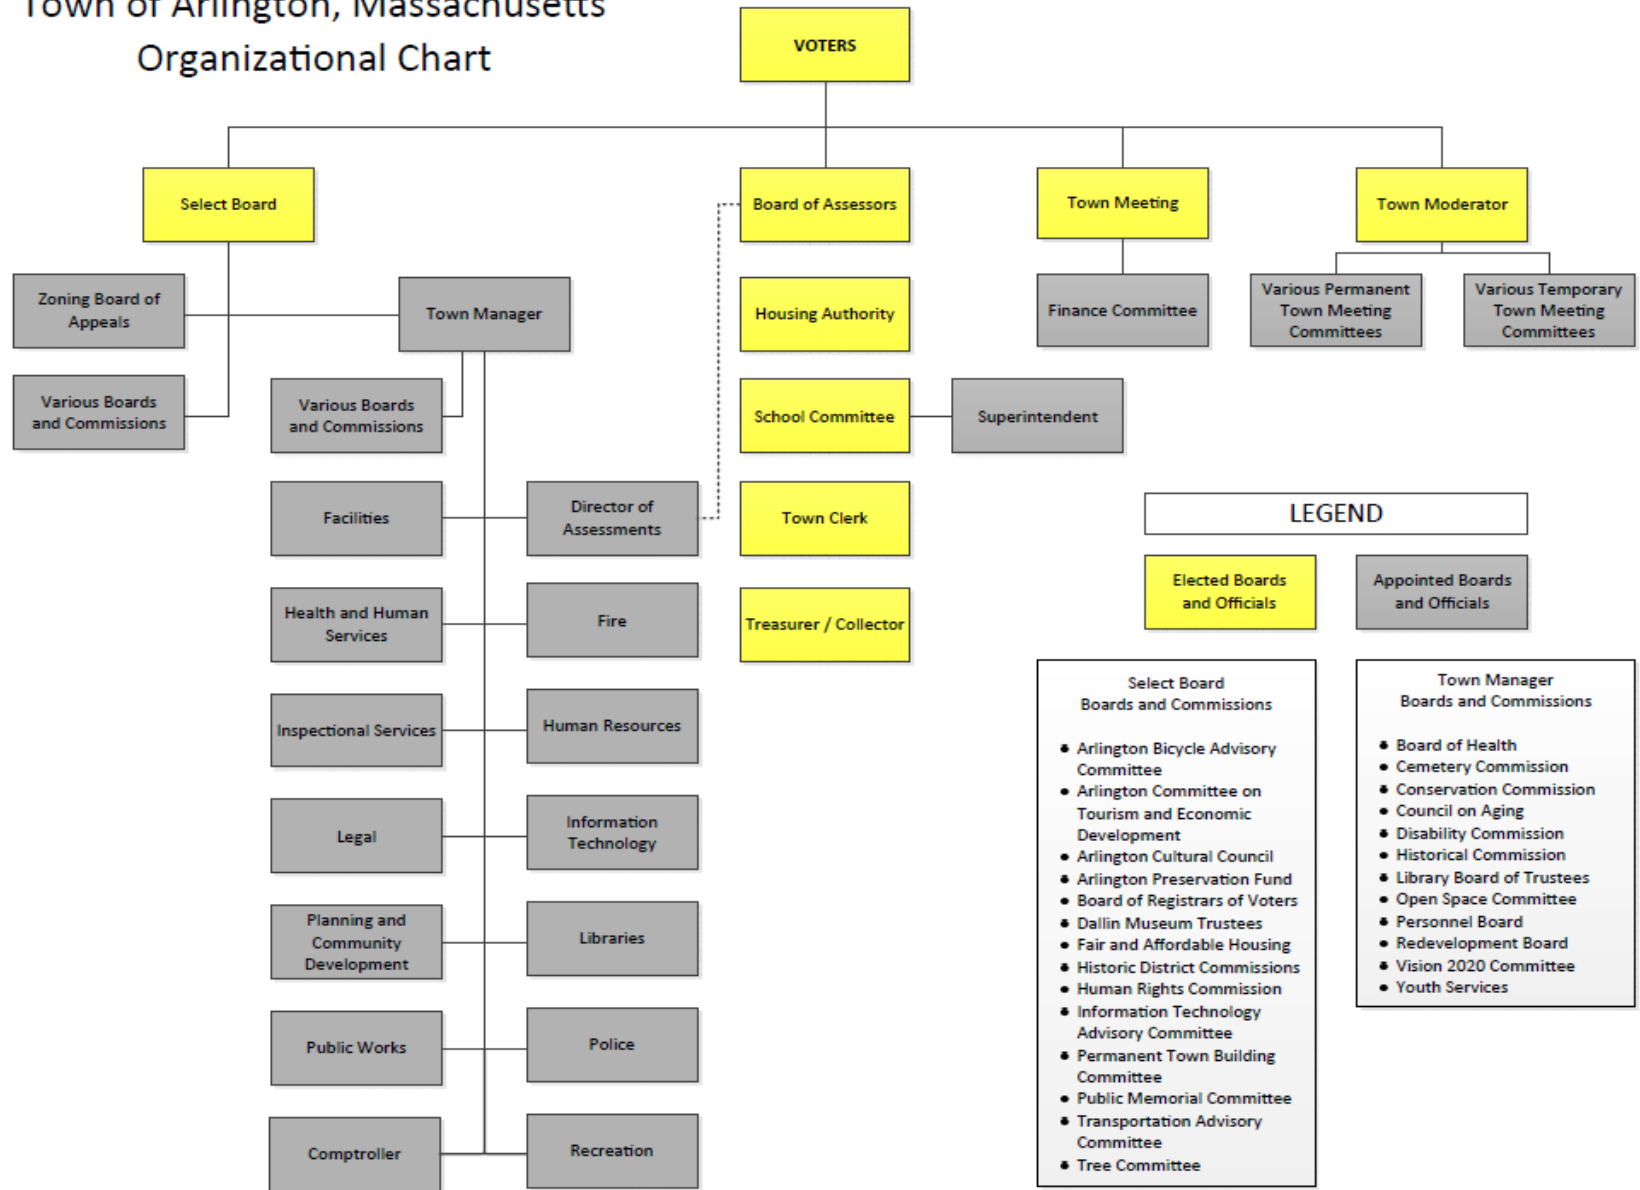 Town of Arlington, Massachusetts
Organizational Chart
VOTERS
Select Board
Board of Assessors
Town Meeting
Town Moderator
Zoning Board of
Appeals
Town Manager
Housing Authority
Finance Committee
Various Permanent
Town Meeting
Committees
Various Temporary
Town Meeting
Committees
Various Boards
and Commissions
Various Boards
and Commissions
School Committee
Superintendent
Facilities
Director of
Assessments
Town Clerk
Health and Human
Services
Fire
Treasurer / Collector
Inspectional Services
Human Resources
Legal
Information
Technology
Planning and
Community
Development
Libraries
Public Works
Police
Comptroller
Recreation
LEGEND
Elected Boards
and Officials
Appointed Boards
and Officials
Select Board
Boards and Commissions
• Arlington Bicycle Advisory
Committee
• Arlington Committee on
Tourism and Economic
Development
• Arlington Cultural Council
• Arlington Preservation Fund
• Board of Registrars of Voters
• Dallin Museum Trustees
• Fair and Affordable Housing
• Historic District Commissions
• Human Rights Commission
• Information Technology
Advisory Committee
• Permanent Town Building
Committee
• Public Memorial Committee
• Transportation Advisory
Committee
• Tree Committee
Town Manager
Boards and Commissions
• Board of Health
• Cemetery Commission
• Conservation Commission
• Council on Aging
• Disability Commission
• Historical Commission
• Library Board of Trustees
• Open Space Committee
• Personnel Board
• Redevelopment Board
• Vision 2020 Committee
• Youth Services